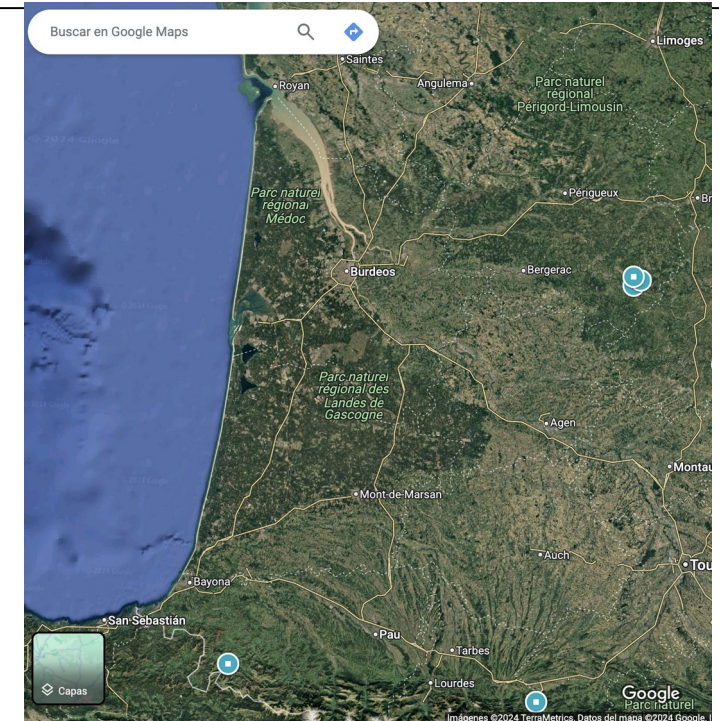 Buscar en Google Maps
Limoges
Saintes
Angulema
Royan
Parc naturel
régional
Périgord-Limousin
Périgueux
Br
Parc naturel
régional
Médoc
Burdeos
Bergerac
Parc naturel
régional des
Landes de
Gascogne
Agen
Montau
Mont-de-Marsan
Auch
Tou
Bayona
San Sebastián
Pau
Tarbes
Lourdes
Capas
Google
Parc naturel
Imágenes ©2024 TerraMetrics, Datos del mapa ©2024 Google,